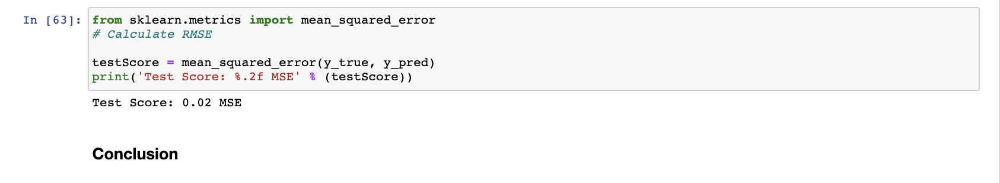 In [63]: from sklearn.metrics import mean_squared_error
# Calculate RMSE
testScore = mean_squared_error(y_true, y_pred)
print('Test Score: %.2f MSE' % (testScore))
Test Score: 0.02 MSE
Conclusion